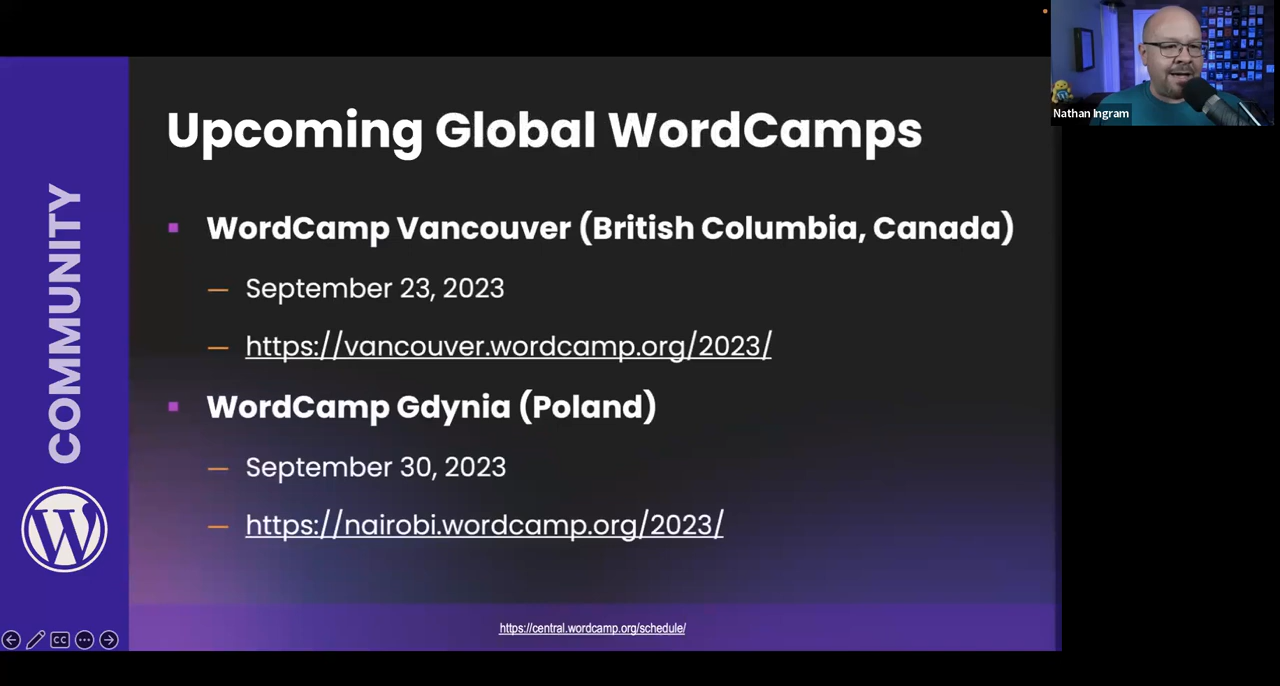 Upcoming Global WordCamps
WordCamp Vancouver (British Columbia, Canada)
September 23, 2023
https://vancouver.wordcamp.org/2023/
WordCamp Gdynia (Poland)
September 30, 2023
https://nairobi.wordcamp.org/2023/
https://central.wordcamp.org/schedule/
COMMUNITY
W
CC
Nathan Ingram